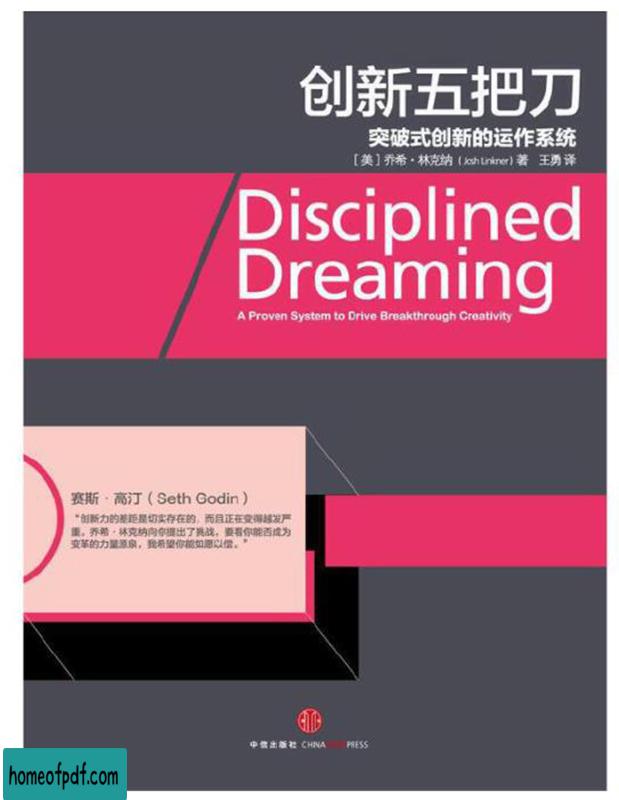 创新五把刀
突破式创新的运作系统
[美] 乔希·林克纳 (Josh Linkner) 著 王勇 译
Disciplined
Dreaming
A Proven System to Drive Breakthrough Creativity
赛斯·高汀 (Seth Godin)
“创新力的差距是切实存在的，而且正在变得越发严
重。乔希·林克纳向你提出了挑战，要看你能否成为
变革的力量源泉，我希望你能如愿以偿。”
中信出版社 CHINA CITIC PRESS
homeofpdf.com